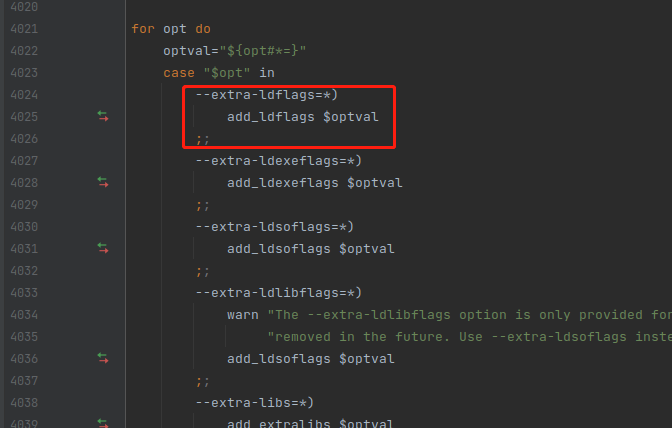 4020
4021 for opt do
4022 optval="${opt#*=}"
4023 case "$opt" in
4024 --extra-ldflags=*)
4025 add_ldflags $optval
4026 ;;
4027 --extra-ldexeflags=*)
4028 add_ldexeflags $optval
4029 ;;
4030 --extra-ldsoflags=*)
4031 add_ldsoflags $optval
4032 ;;
4033 --extra-ldlibflags=*)
4034 warn "The --extra-ldlibflags option is only provided for
4035 "removed in the future. Use --extra-ldsoflags inste
4036 add_ldsoflags $optval
4037 ;;
4038 --extra-libs=*)
4039 add_extralibs $optval